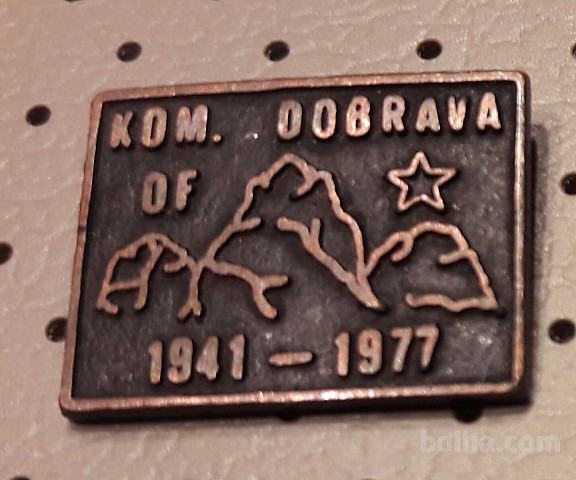 KOM. DOBRAVA
OF
1941 - 1977
bolha.com